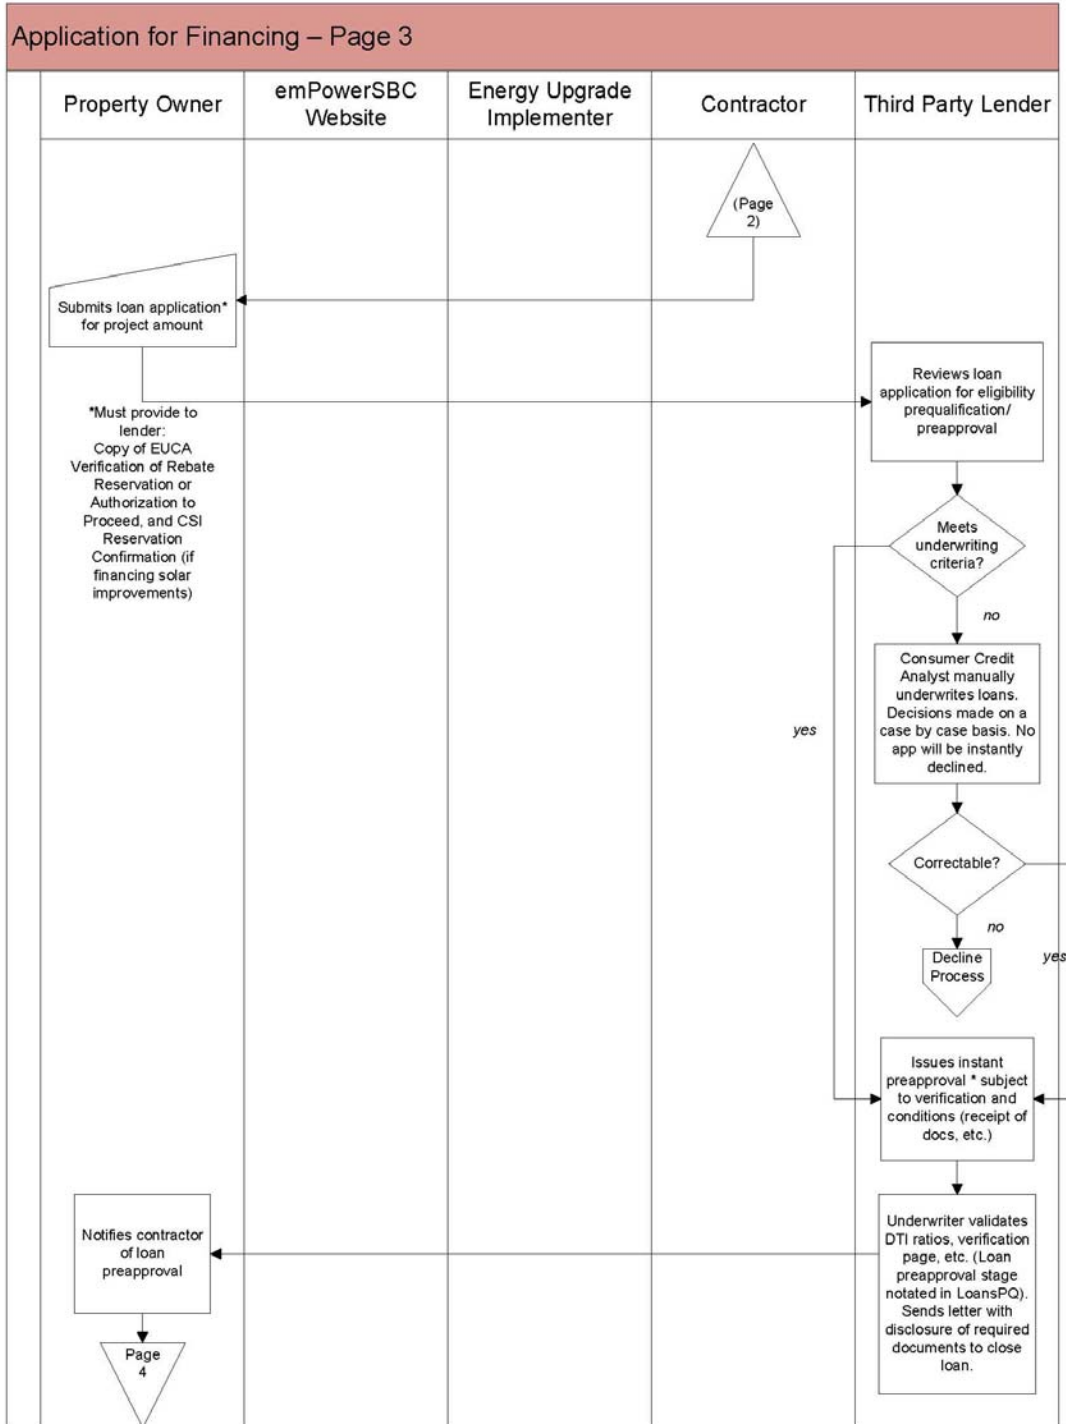 Application for Financing – Page 3
Property Owner
emPowerSBC
Website
Energy Upgrade
Implementer
Contractor
Third Party Lender
(Page
2)
Submits loan application*
for project amount
*Must provide to
lender:
Copy of EUCA
Verification of Rebate
Reservation or
Authorization to
Proceed, and CSI
Reservation
Confirmation (if
financing solar
improvements)
Reviews loan
application for eligibility
prequalification/
preapproval
Meets
underwriting
criteria?
no
yes
Consumer Credit
Analyst manually
underwrites loans.
Decisions made on a
case by case basis. No
app will be instantly
declined.
Correctable?
no
yes
Decline
Process
Issues instant
preapproval * subject
to verification and
conditions (receipt of
docs, etc.)
Underwriter validates
DTI ratios, verification
page, etc. (Loan
preapproval stage
notated in LoansPQ).
Sends letter with
disclosure of required
documents to close
loan.
Notifies contractor
of loan
preapproval
Page
4